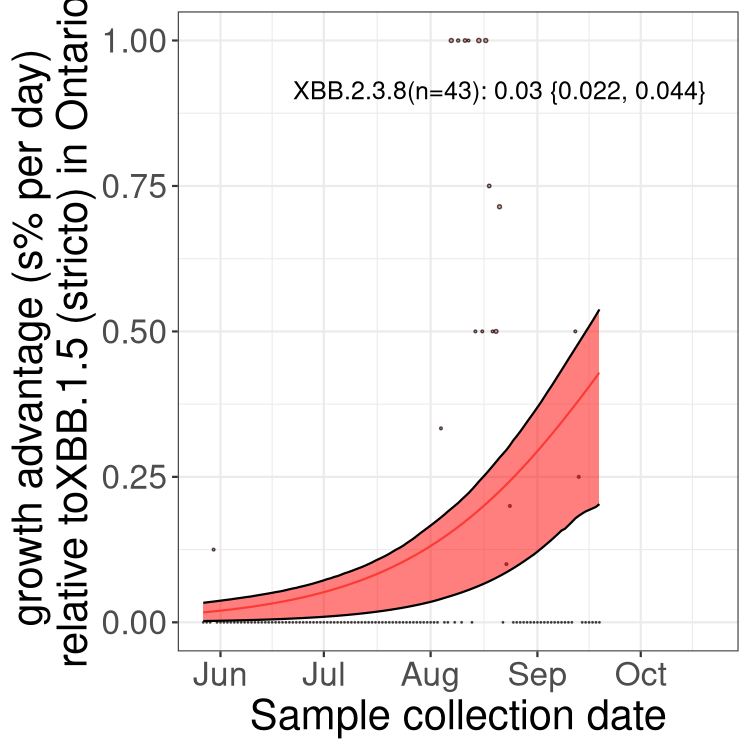 growth advantage (s% per day)
relative toXBB.1.5 (stricto) in Ontario
1.00
XBB.2.3.8(n=43): 0.03 {0.022, 0.044}
0.75
0.50
0.25
0.00
Jun Jul Aug Sep Oct
Sample collection date